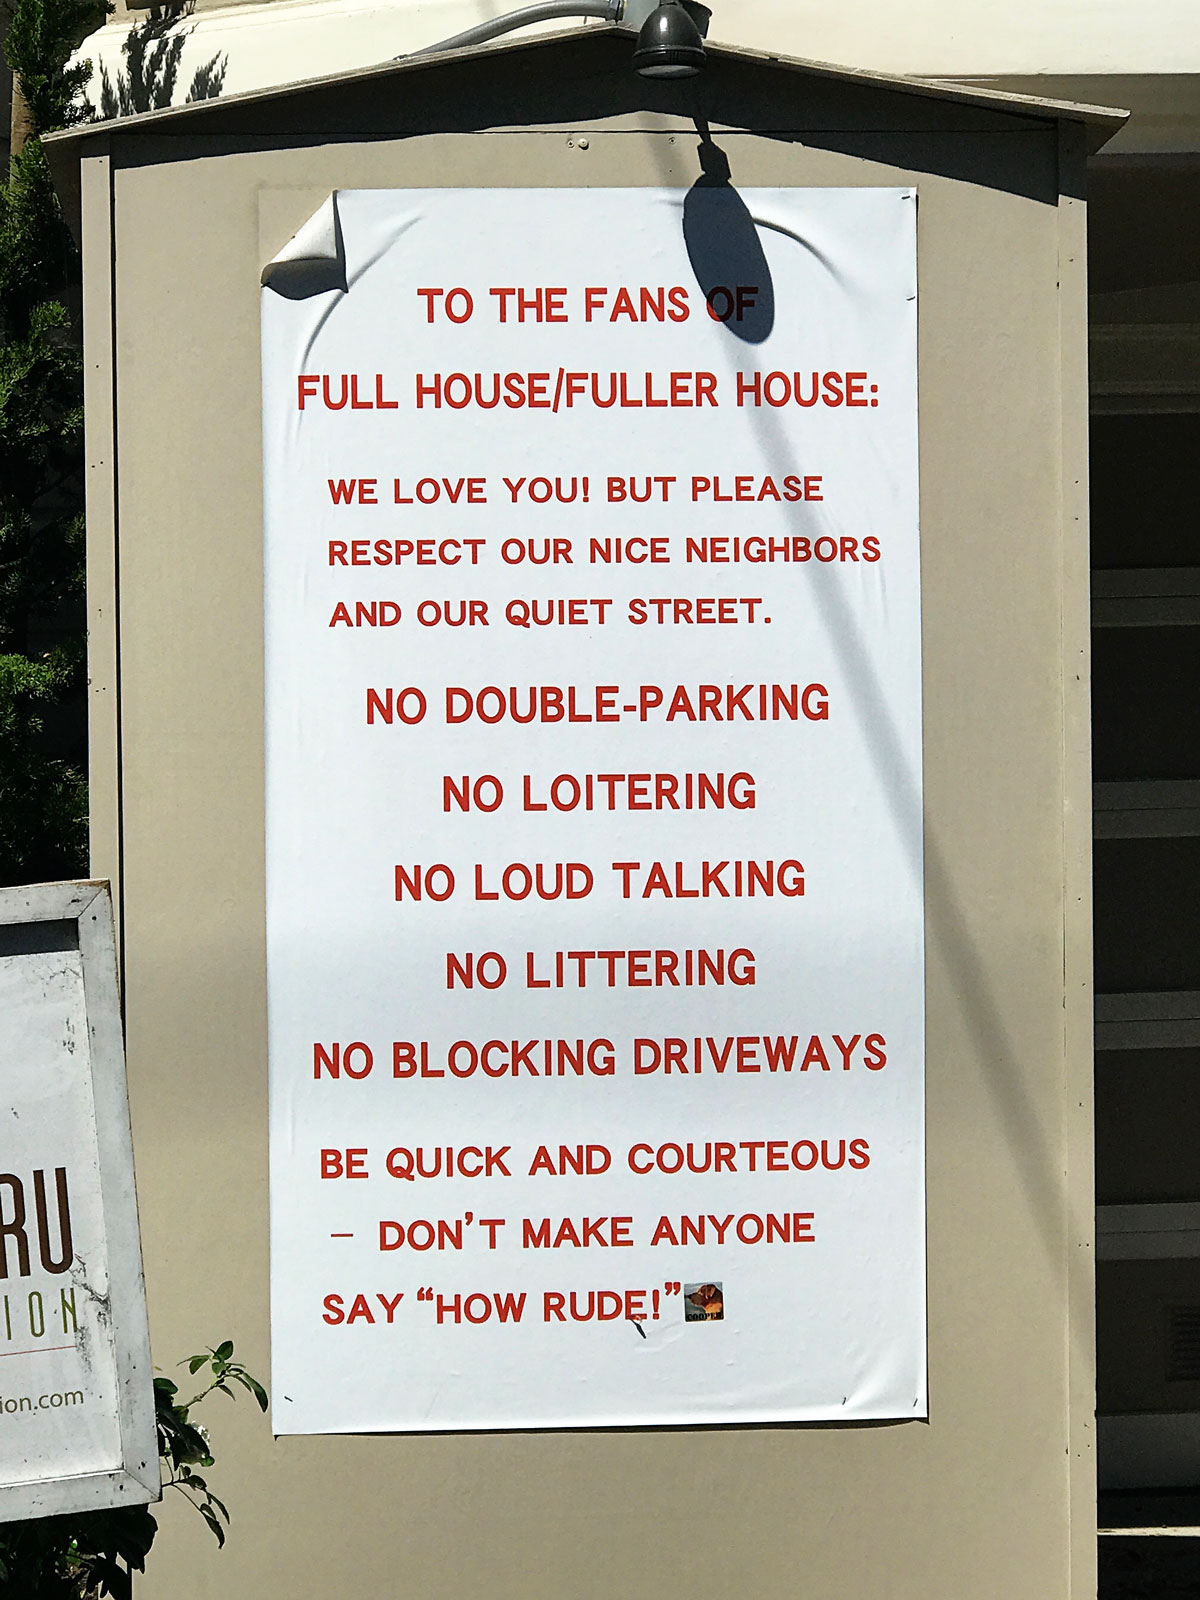 TO THE FANS OF
FULL HOUSE/FULLER HOUSE:
WE LOVE YOU! BUT PLEASE
RESPECT OUR NICE NEIGHBORS
AND OUR QUIET STREET.
NO DOUBLE-PARKING
NO LOITERING
NO LOUD TALKING
NO LITTERING
NO BLOCKING DRIVEWAYS
BE QUICK AND COURTEOUS
– DON'T MAKE ANYONE
SAY “HOW RUDE!”
COOPER
RU
ION
ion.com